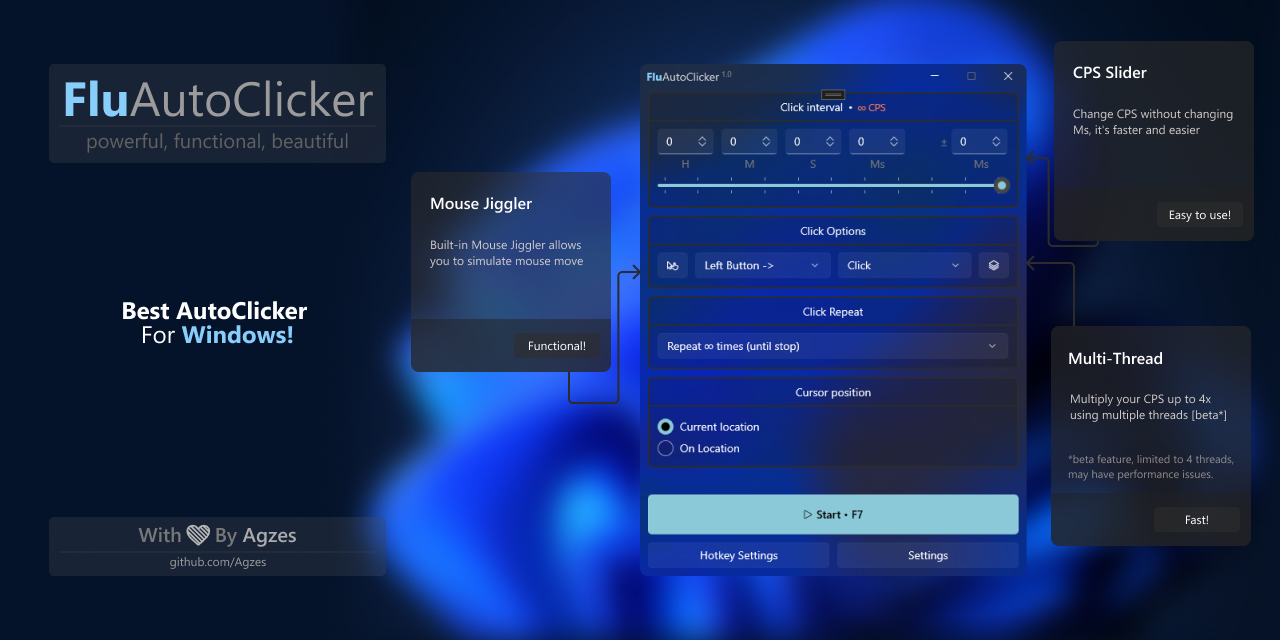 FluAutoClicker
powerful, functional, beautiful
Best AutoClicker
For Windows!
With By Agzes
github.com/Agzes
Mouse Jiggler
Built-in Mouse Jiggler allows
you to simulate mouse move
Functional!
FluAutoClicker 1.0
Click interval • ∞ CPS
0 0 0 0 ± 0
H M S Ms Ms
Click Options
Left Button -> Click
Click Repeat
Repeat ∞ times (until stop)
Cursor position
Current location
On Location
Start • F7
Hotkey Settings Settings
CPS Slider
Change CPS without changing
Ms, it's faster and easier
Easy to use!
Multi-Thread
Multiply your CPS up to 4x
using multiple threads [beta*]
*beta feature, limited to 4 threads,
may have performance issues.
Fast!